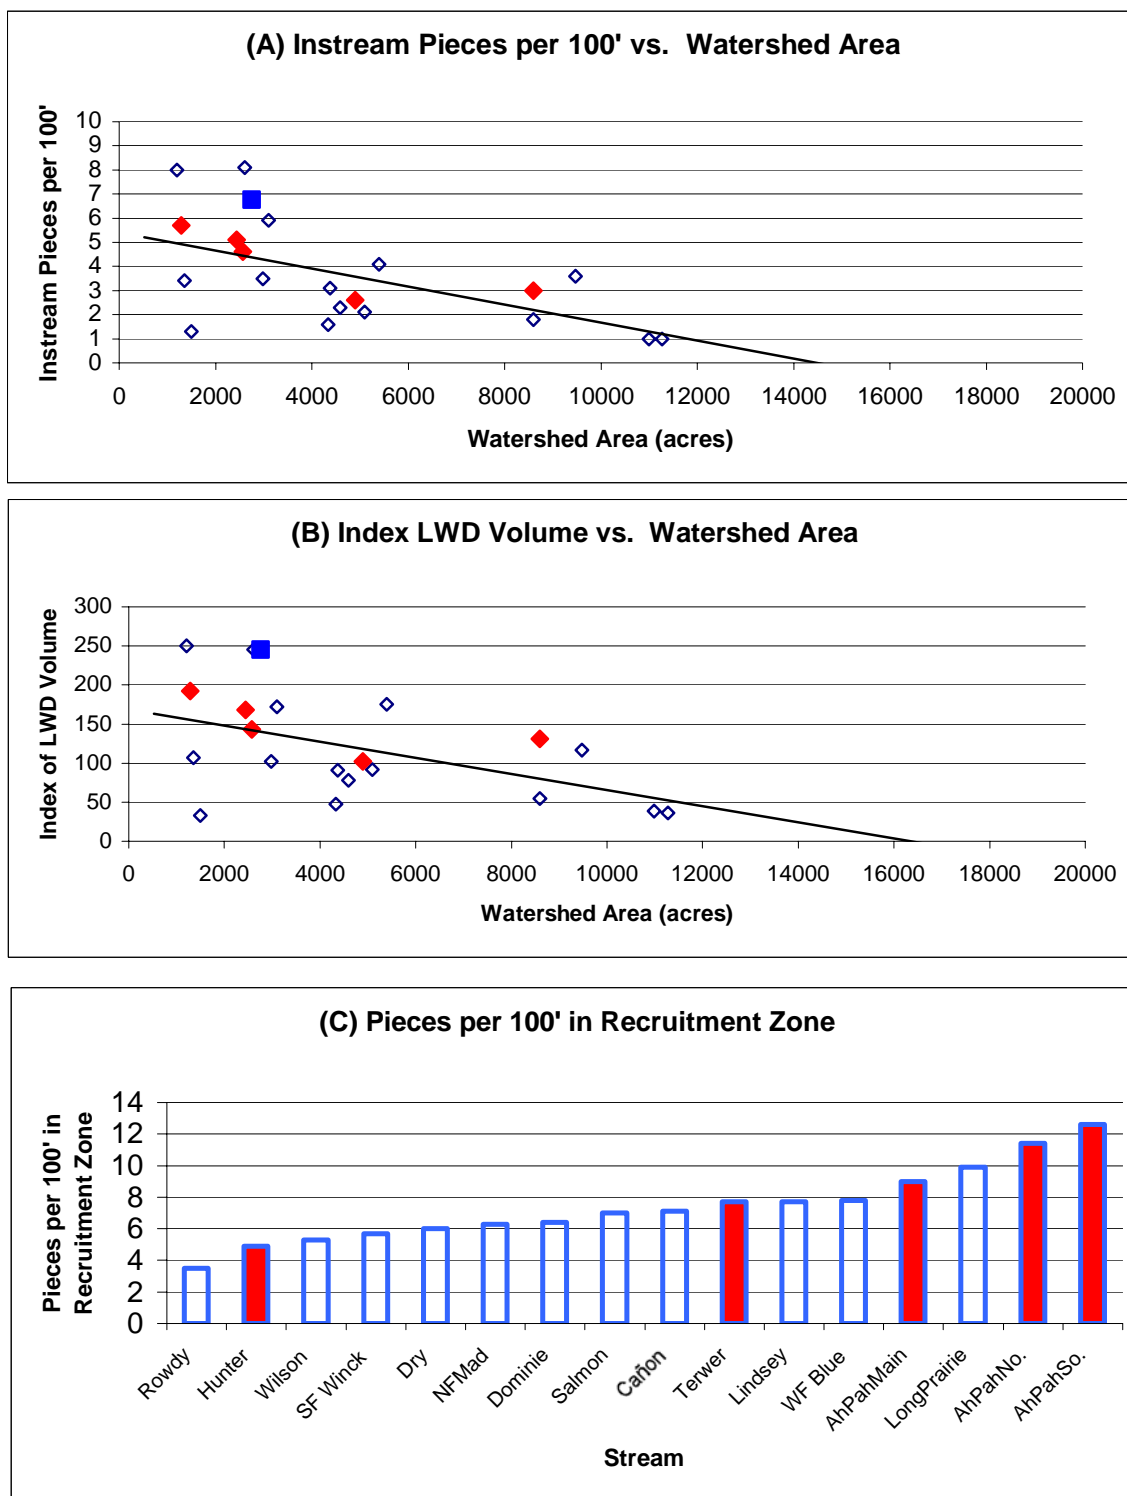 (A) Instream Pieces per 100' vs.  Watershed Area
Instream Pieces per 100'
10
9
8
7
6
5
4
3
2
1
0
0 2000 4000 6000 8000 10000 12000 14000 16000 18000 20000
Watershed Area (acres)
(B) Index LWD Volume vs.  Watershed Area
Index of LWD Volume
300
250
200
150
100
50
0
0 2000 4000 6000 8000 10000 12000 14000 16000 18000 20000
Watershed Area (acres)
(C) Pieces per 100' in Recruitment Zone
Pieces per 100' in
Recruitment Zone
14
12
10
8
6
4
2
0
Rowdy
Hunter
Wilson
SF Winck
Dry
NFMad
Dominie
Salmon
Cañon
Terwer
Lindsey
WF Blue
AhPahMain
LongPrairie
AhPahNo.
AhPahSo.
Stream